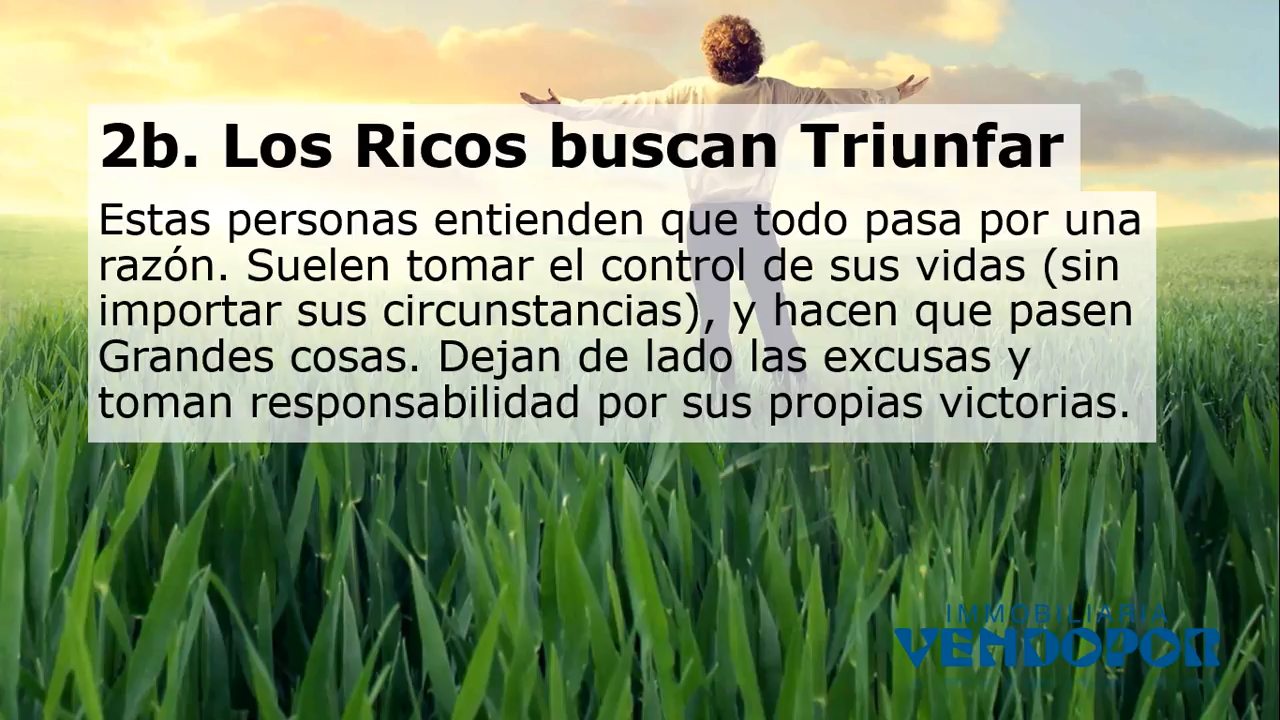 2b. Los Ricos buscan Triunfar
Estas personas entienden que todo pasa por una
razón. Suelen tomar el control de sus vidas (sin
importar sus circunstancias), y hacen que pasen
Grandes cosas. Dejan de lado las excusas y
toman responsabilidad por sus propias victorias.
IMMOBILIARIA
VENDOPOR